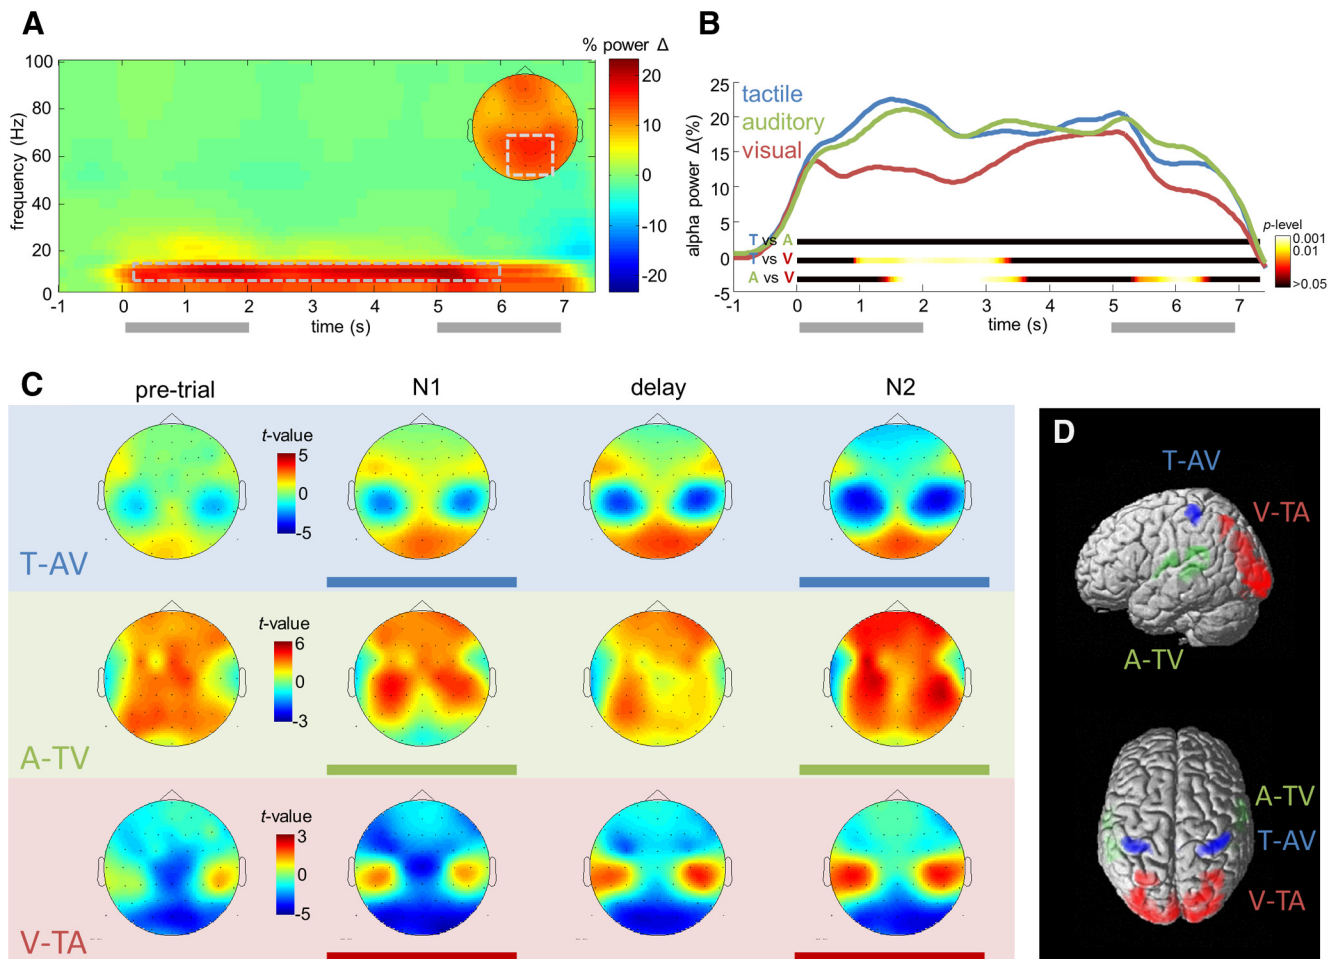 A
% power Δ
100
80
60
40
20
0
frequency (Hz)
20
10
0
-10
-20
-1 0 1 2 3 4 5 6 7
time (s)
B
25
20
15
10
5
0
-5
alpha power Δ(%)
tactile
auditory
visual
T vs A
T vs V
A vs V
p-level
0.001
0.01
>0.05
-1 0 1 2 3 4 5 6 7
time (s)
C
pre-trial N1 delay N2
t-value
5
0
-5
T-AV
t-value
6
0
-3
A-TV
t-value
3
0
-5
V-TA
D
T-AV
V-TA
A-TV
A-TV
T-AV
V-TA